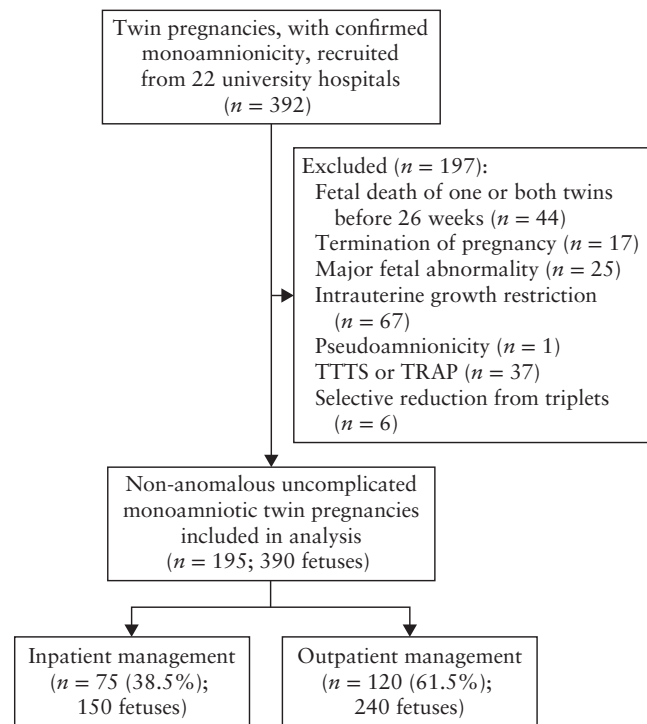 Twin pregnancies, with confirmed
monoamnionicity, recruited
from 22 university hospitals
(n = 392)
Excluded (n = 197):
Fetal death of one or both twins
before 26 weeks (n = 44)
Termination of pregnancy (n = 17)
Major fetal abnormality (n = 25)
Intrauterine growth restriction
(n = 67)
Pseudoamnionicity (n = 1)
TTTS or TRAP (n = 37)
Selective reduction from triplets
(n = 6)
Non-anomalous uncomplicated
monoamniotic twin pregnancies
included in analysis
(n = 195; 390 fetuses)
Inpatient management
(n = 75 (38.5%);
150 fetuses)
Outpatient management
(n = 120 (61.5%);
240 fetuses)